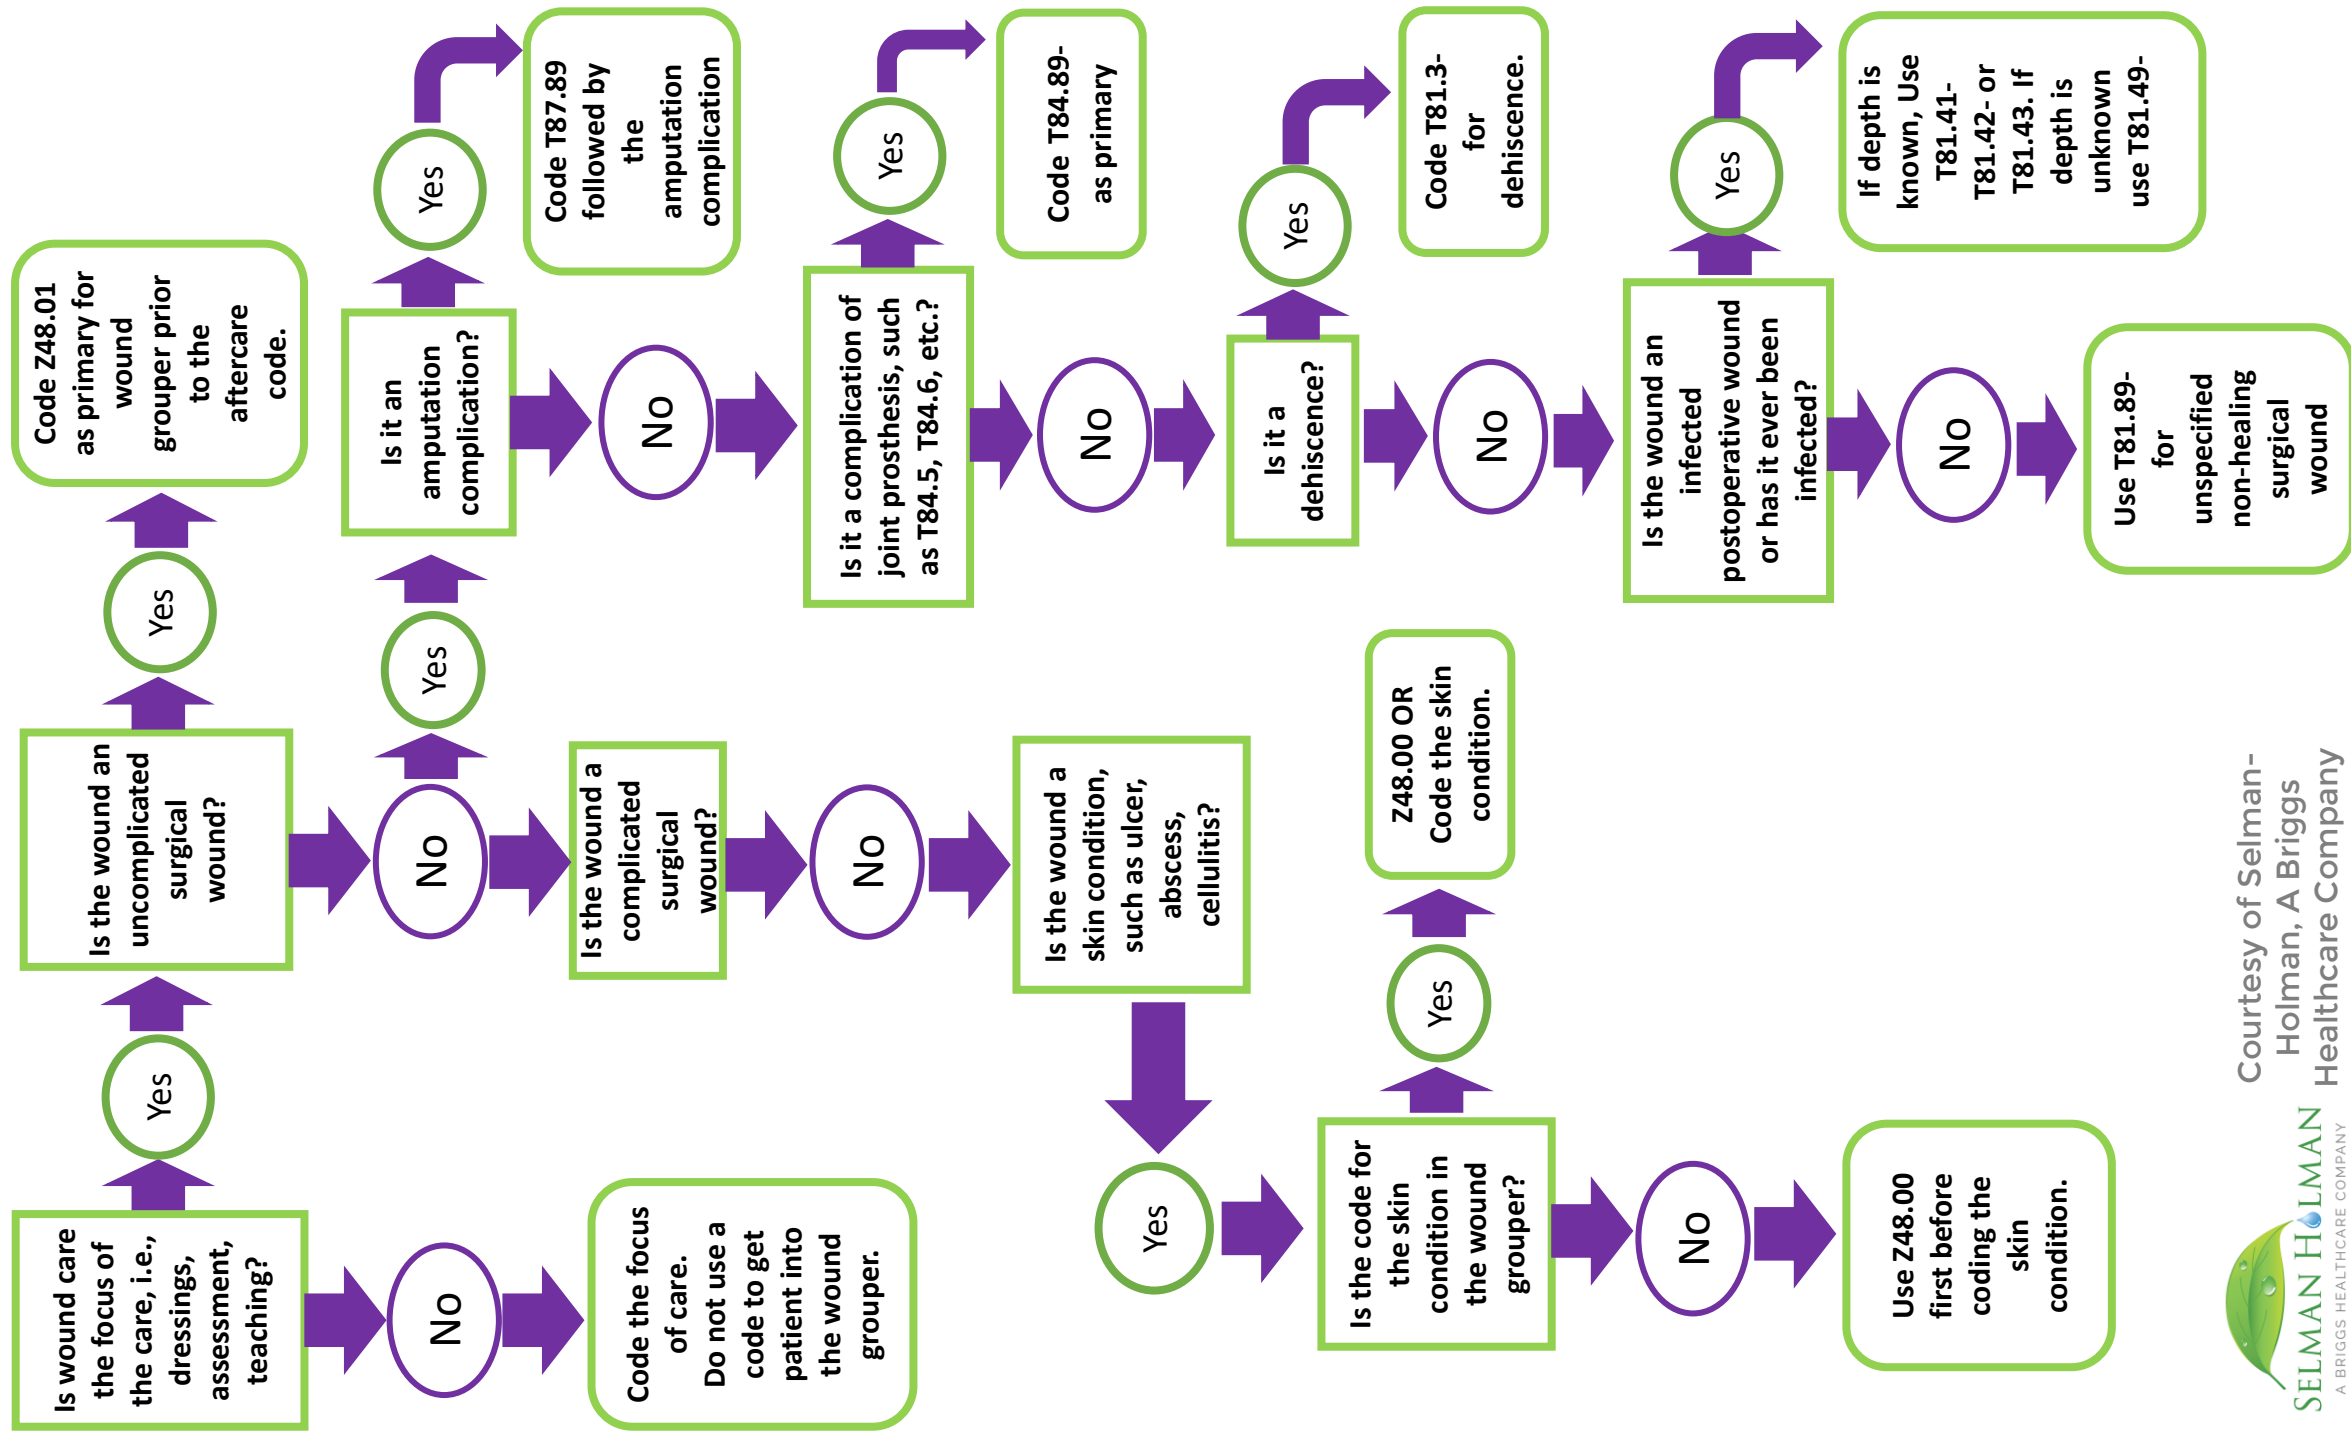 Is wound care
the focus of
the care, i.e.,
dressings,
assessment,
teaching?
Yes
No
Code the focus
of care.
Do not use a
code to get
patient into
the wound
grouper.
Is the wound an
uncomplicated
surgical
wound?
Yes
Code Z48.01
as primary for
wound
grouper prior
to the
aftercare
code.
No
Is the wound a
complicated
surgical
wound?
Yes
No
Is the wound a
skin condition,
such as ulcer,
abscess,
cellulitis?
Yes
Is the code for
the skin
condition in
the wound
grouper?
Yes
Z48.00 OR
Code the skin
condition.
No
Use Z48.00
first before
coding the
skin
condition.
Is it an
amputation
complication?
Yes
Code T87.89
followed by
the
amputation
complication
No
Is it a complication of
joint prosthesis, such
as T84.5, T84.6, etc.?
Yes
Code T84.89-
as primary
No
Is it a
dehiscence?
Yes
Code T81.3-
for
dehiscence.
No
Is the wound an
infected
postoperative wound
or has it ever been
infected?
Yes
If depth is
known, Use
T81.41-
T81.42- or
T81.43. If
depth is
unknown
use T81.49-
No
Use T81.89-
for
unspecified
non-healing
surgical
wound
SELMAN HOLMAN
A BRIGGS HEALTHCARE COMPANY
Courtesy of Selman-
Holman, A Briggs
Healthcare Company